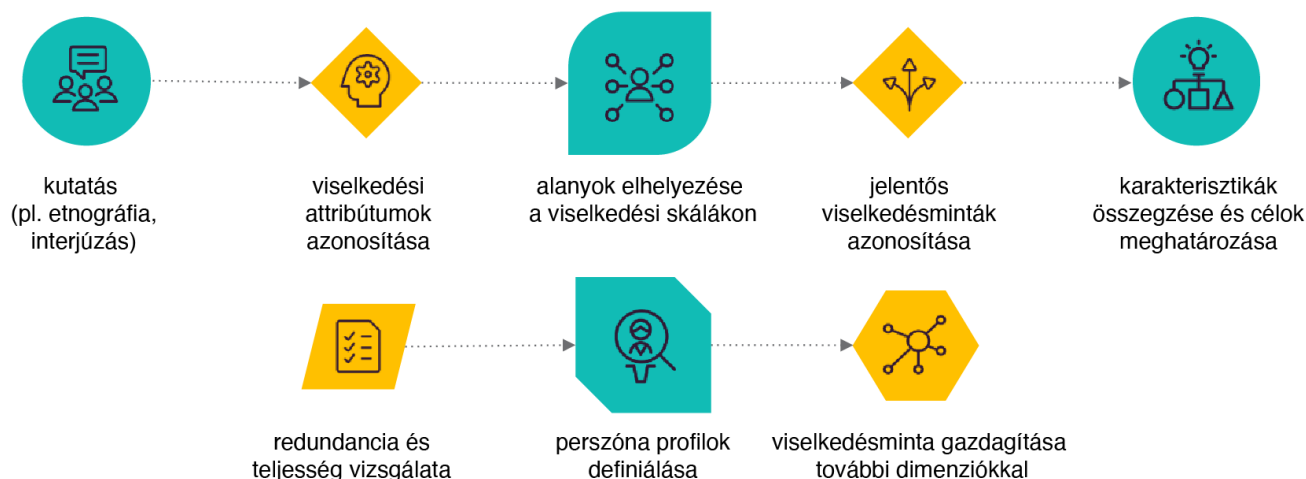 kutatás
(pl. etnográfia,
interjúzás)
viselkedési
attribútumok
azonosítása
alanyok elhelyezése
a viselkedési skálákon
jelentős
viselkedésminták
azonosítása
karakterisztikák
összegzése és célok
meghatározása
redundancia és
teljesség vizsgálata
perszóna profilok
definiálása
viselkedésminta gazdagítása
további dimenziókkal